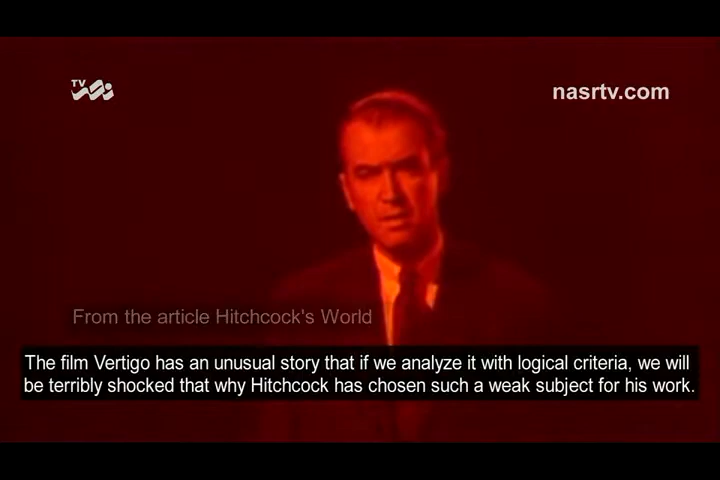 TV نصر
nasrtv.com
From the article Hitchcock's World
The film Vertigo has an unusual story that if we analyze it with logical criteria, we will
be terribly shocked that why Hitchcock has chosen such a weak subject for his work.